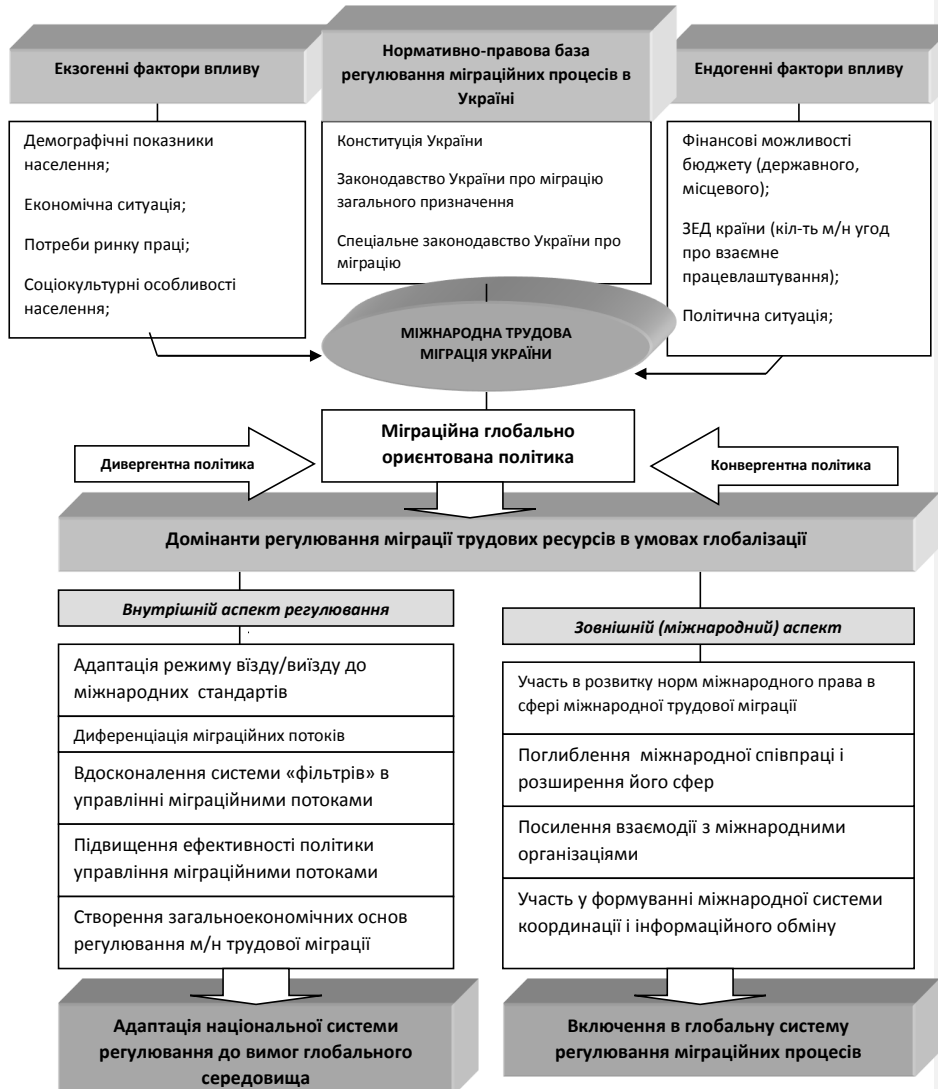 Екзогенні фактори впливу
Демографічні показники
населення;
Економічна ситуація;
Потреби ринку праці;
Соціокультурні особливості
населення;
Нормативно-правова база
регулювання міграційних процесів в
Україні
Конституція України
Законодавство України про міграцію
загального призначення
Спеціальне законодавство України про
міграцію
Ендогенні фактори впливу
Фінансові можливості
бюджету (державного,
місцевого);
ЗЕД країни (кіл-ть м/н угод
про взаємне
працевлаштування);
Політична ситуація;
МІЖНАРОДНА ТРУДОВА
МІГРАЦІЯ УКРАЇНИ
Дивергентна політика
Міграційна глобально
ориєнтована політика
Конвергентна політика
Домінанти регулювання міграції трудових ресурсів в умовах глобалізації
Внутрішній аспект регулювання
Адаптація режиму вїзду/виїзду до
міжнародних стандартів
Диференціація міграційних потоків
Вдосконалення системи «фільтрів» в
управлінні міграційними потоками
Підвищення ефективності політики
управління міграційними потоками
Створення загальноекономічних основ
регулювання м/н трудової міграції
Адаптація національної системи
регулювання до вимог глобального
середовища
Зовнішній (міжнародний) аспект
Участь в розвитку норм міжнародного права в
сфері міжнародної трудової міграції
Поглиблення міжнародної співпраці і
розширення його сфер
Посилення взаємодії з міжнародними
організаціями
Участь у формуванні міжнародної системи
координації і інформаційного обміну
Включення в глобальну систему
регулювання міграційних процесів